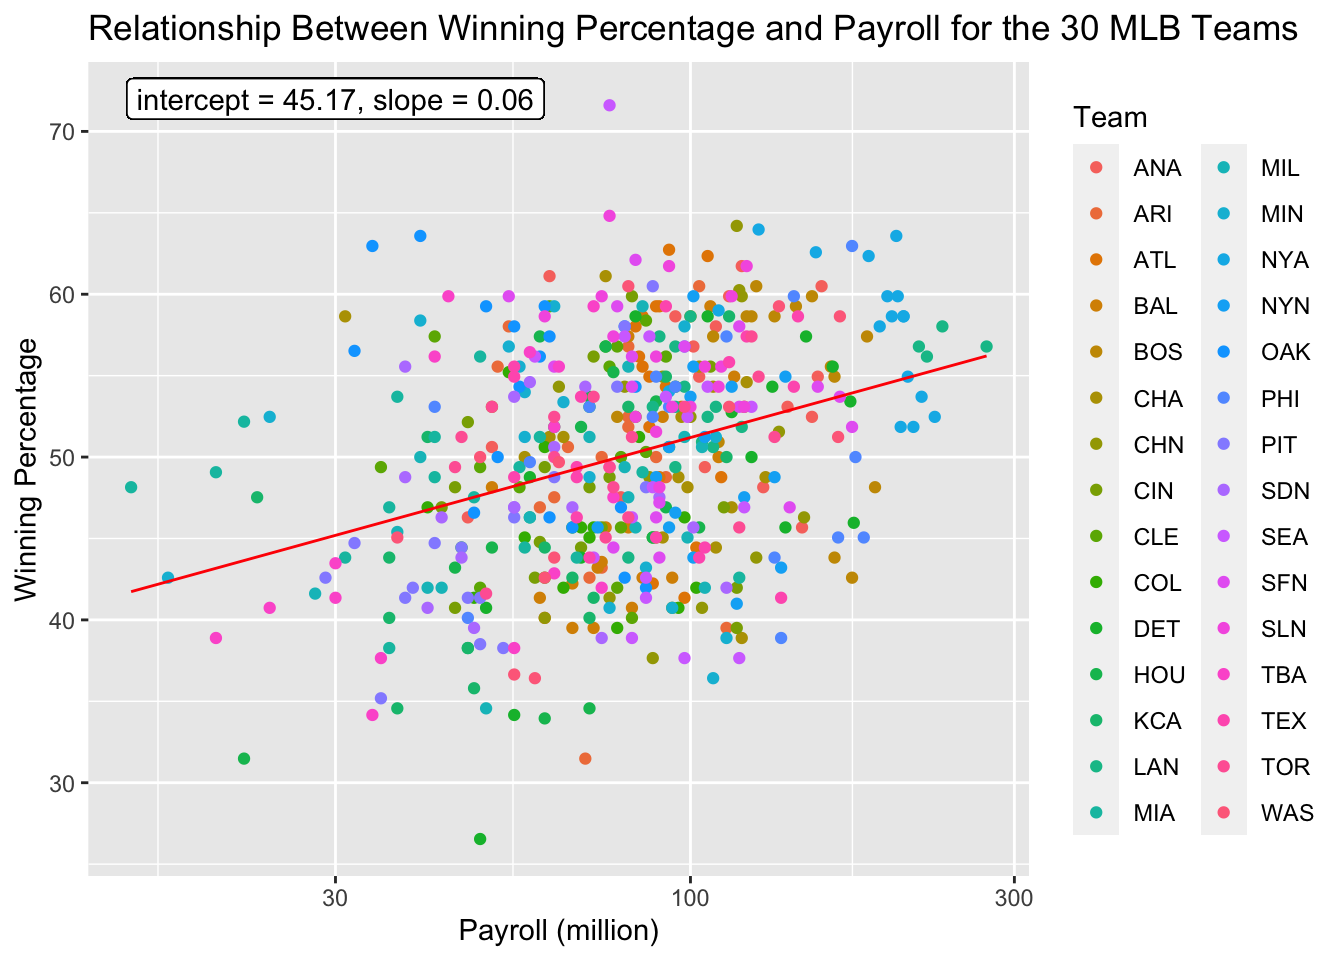 Relationship Between Winning Percentage and Payroll for the 30 MLB Teams
intercept = 45.17, slope = 0.06
Winning Percentage
70
60
50
40
30
30 100 300
Payroll (million)
Team
ANA MIL
ARI MIN
ATL NYA
BAL NYN
BOS OAK
CHA PHI
CHN PIT
CIN SDN
CLE SEA
COL SFN
DET SLN
HOU TBA
KCA TEX
LAN TOR
MIA WAS